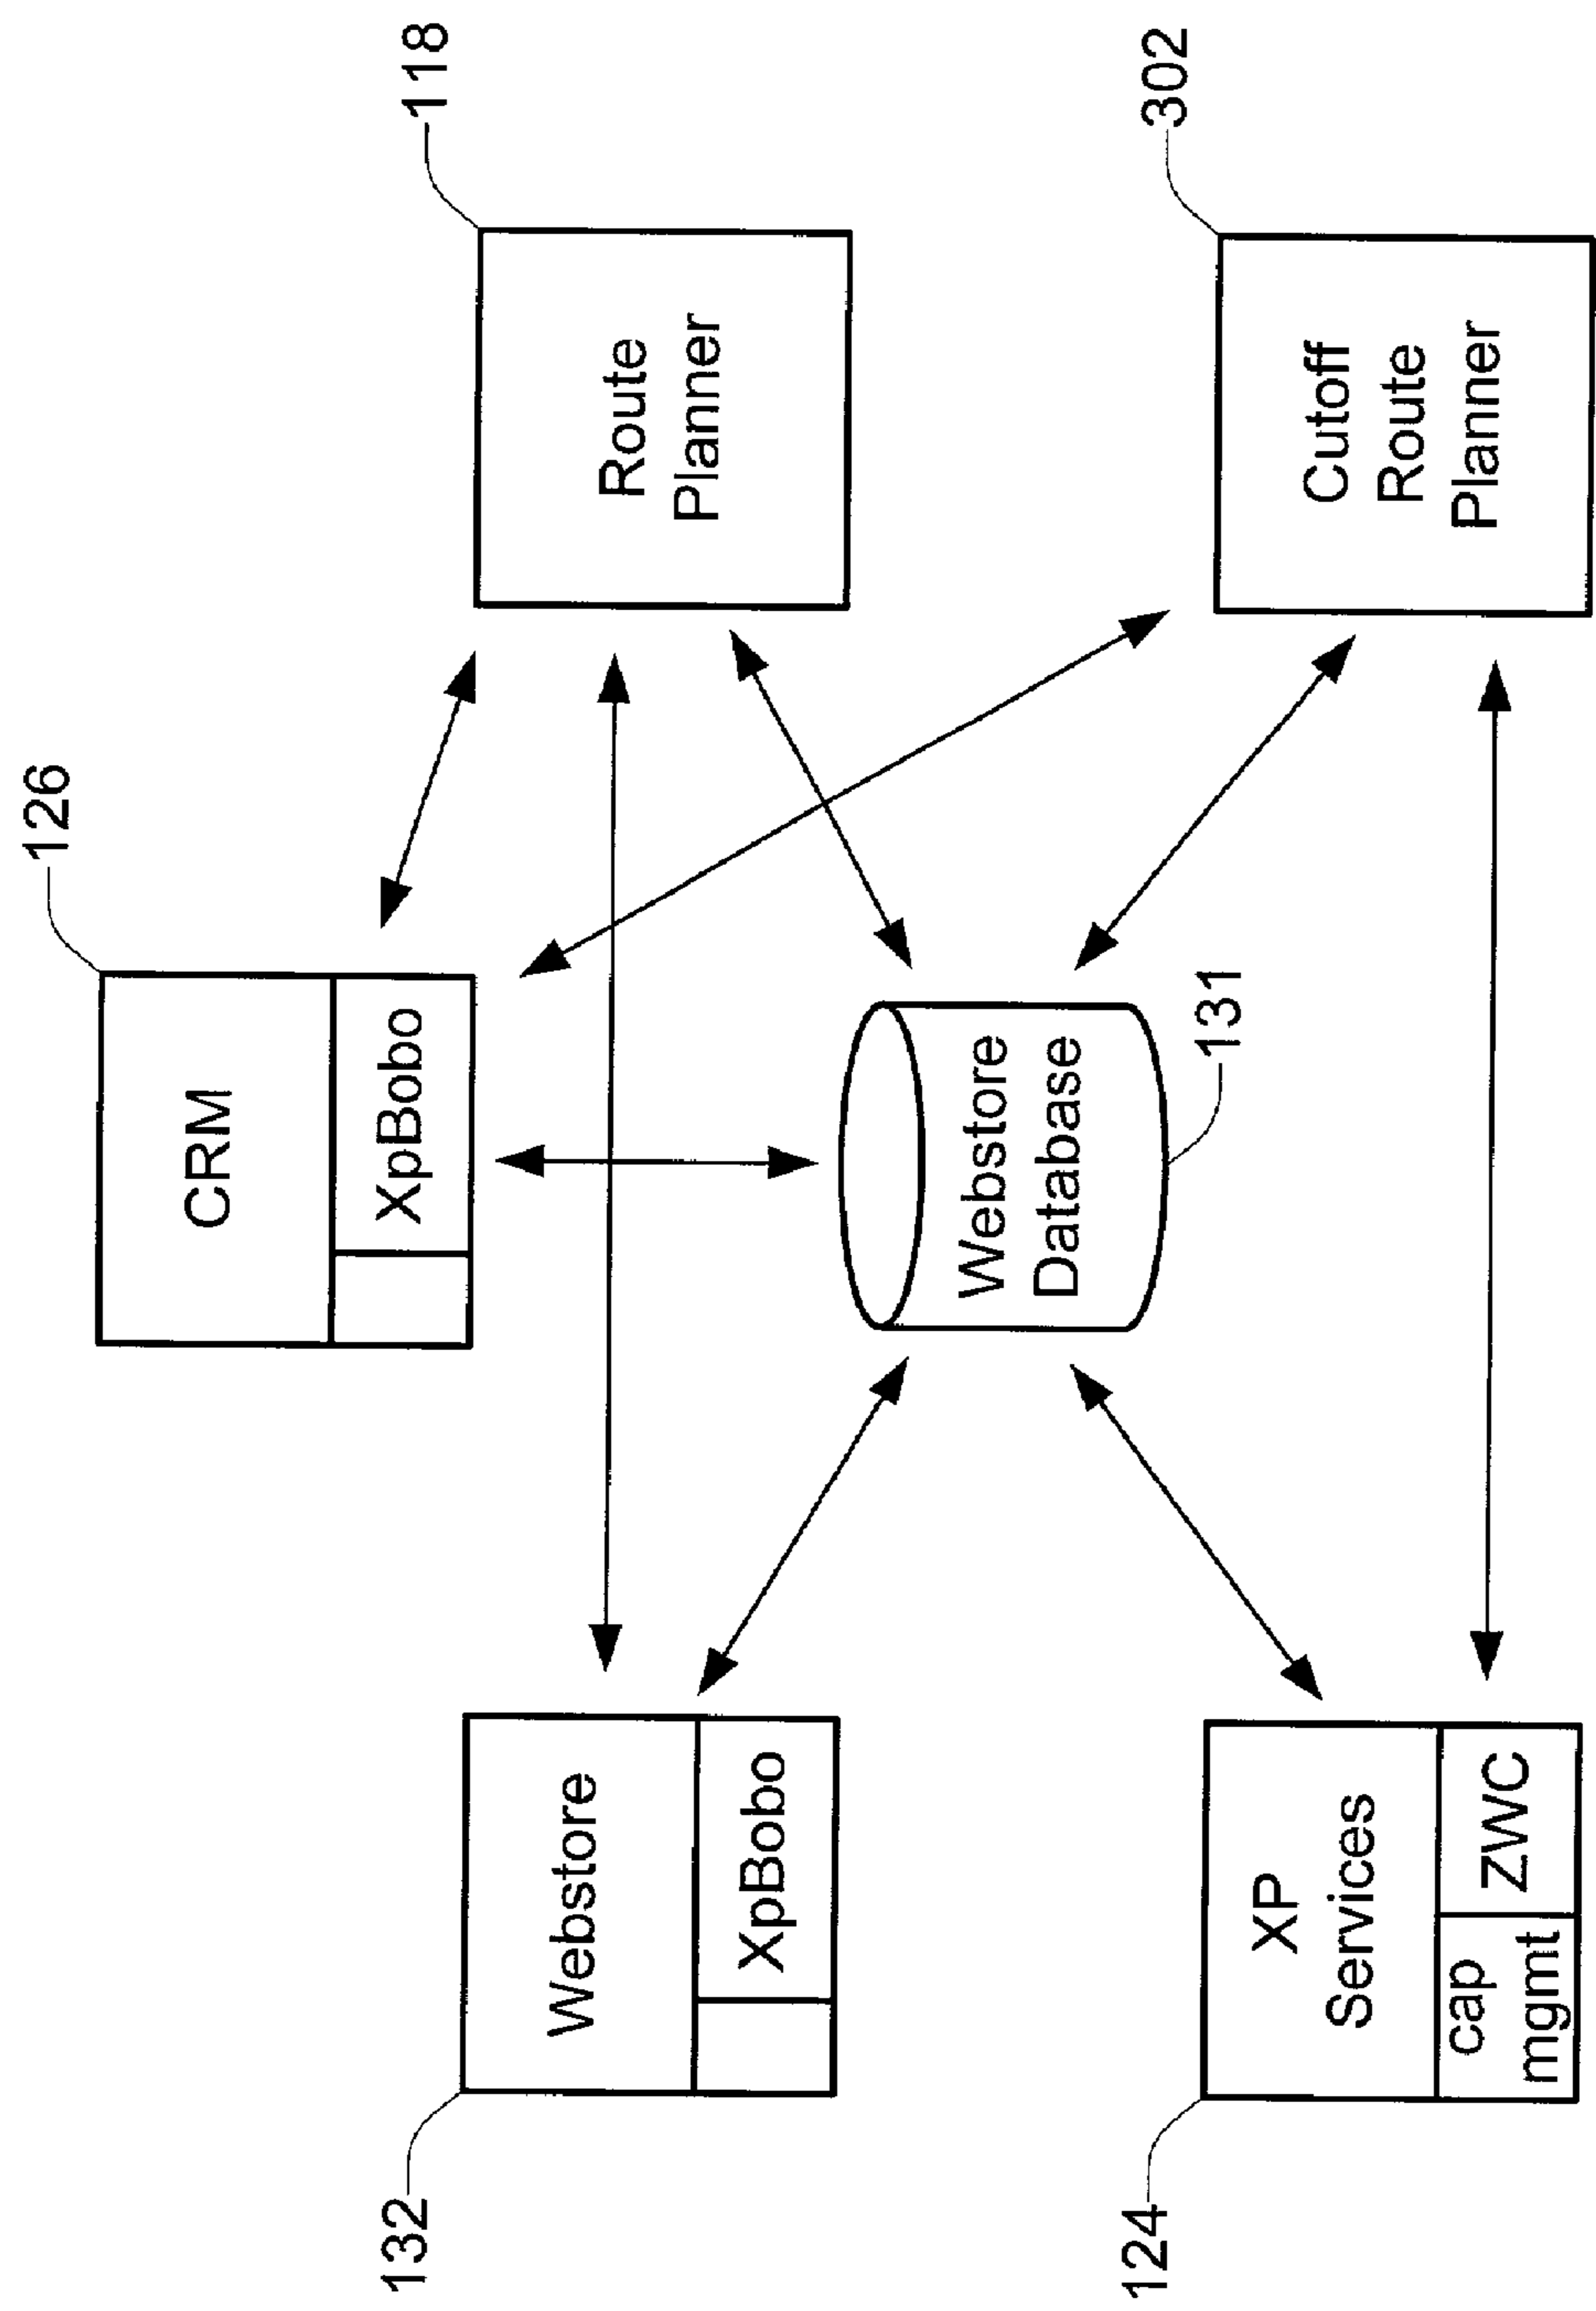 126
CRM
XpBobo
118
Route
Planner
132
Webstore
XpBobo
Webstore
Database
131
302
Cutoff
Route
Planner
124
XP
Services
cap
mgmt
ZWC